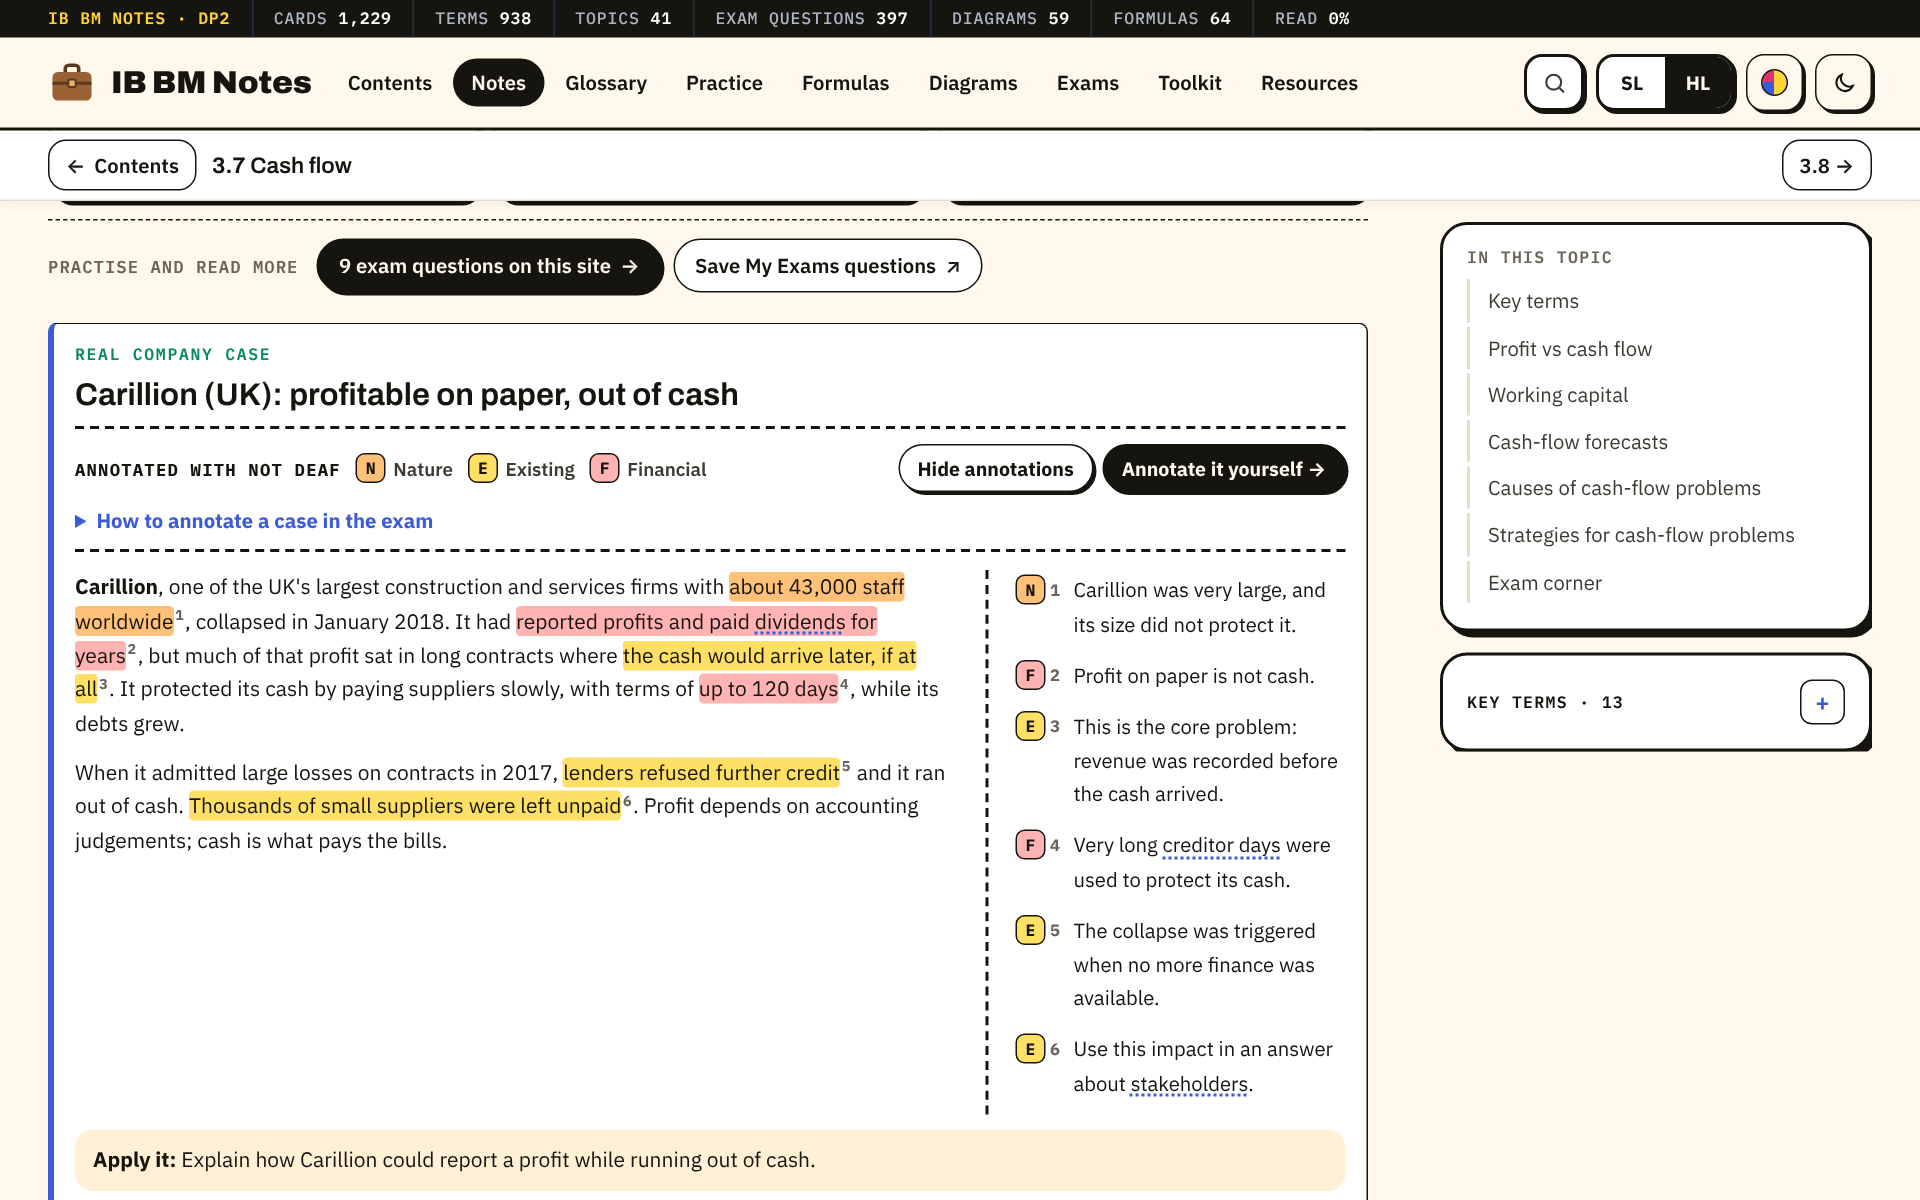 IB BM NOTES · DP2
CARDS 1,229
TERMS 938
TOPICS 41
EXAM QUESTIONS 397
DIAGRAMS 59
FORMULAS 64
READ 0%
IB BM Notes
Contents
Notes
Glossary
Practice
Formulas
Diagrams
Exams
Toolkit
Resources
SL
HL
← Contents
3.7 Cash flow
3.8 →
PRACTISE AND READ MORE
9 exam questions on this site →
Save My Exams questions ↗
REAL COMPANY CASE
Carillion (UK): profitable on paper, out of cash
ANNOTATED WITH NOT DEAF
N Nature
E Existing
F Financial
Hide annotations
Annotate it yourself →
▶ How to annotate a case in the exam
Carillion, one of the UK's largest construction and services firms with about 43,000 staff
worldwide1, collapsed in January 2018. It had reported profits and paid dividends for
years2, but much of that profit sat in long contracts where the cash would arrive later, if at
all3. It protected its cash by paying suppliers slowly, with terms of up to 120 days4, while its
debts grew.
When it admitted large losses on contracts in 2017, lenders refused further credit5 and it ran
out of cash. Thousands of small suppliers were left unpaid6. Profit depends on accounting
judgements; cash is what pays the bills.
N 1 Carillion was very large, and
its size did not protect it.
F 2 Profit on paper is not cash.
E 3 This is the core problem:
revenue was recorded before
the cash arrived.
F 4 Very long creditor days were
used to protect its cash.
E 5 The collapse was triggered
when no more finance was
available.
E 6 Use this impact in an answer
about stakeholders.
Apply it: Explain how Carillion could report a profit while running out of cash.
IN THIS TOPIC
Key terms
Profit vs cash flow
Working capital
Cash-flow forecasts
Causes of cash-flow problems
Strategies for cash-flow problems
Exam corner
KEY TERMS · 13
+